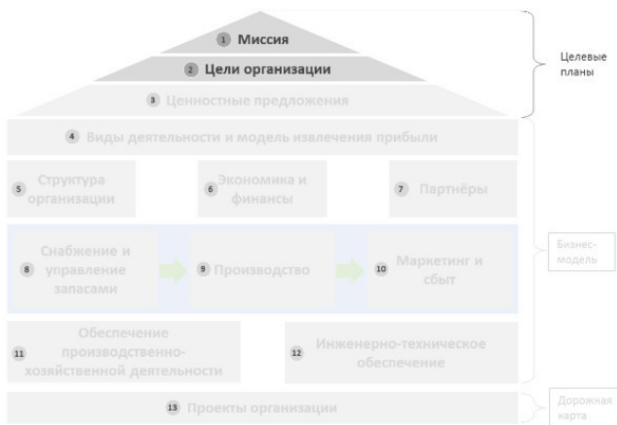 1 Миссия
2 Цели организации
3 Ценностные предложения
Целевые
планы
4 Виды деятельности и модель извлечения прибыли
5 Структура
организации
6 Экономика и
финансы
7 Партнёры
8 Снабжение и
управление
запасами
9 Производство
10 Маркетинг и
сбыт
Бизнес-
модель
11 Обеспечение
производственно-
хозяйственной деятельности
12 Инженерно-техническое
обеспечение
13 Проекты организации
Дорожная
карта